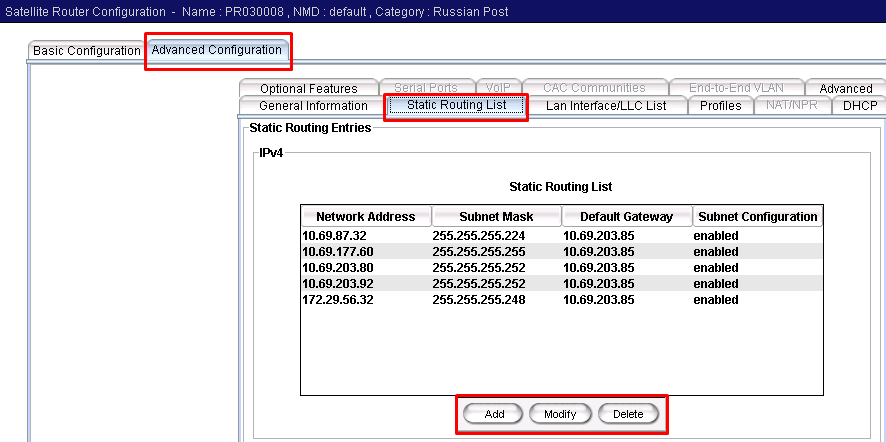 Satellite Router Configuration - Name : PR030008 , NMD : default , Category : Russian Post
Basic Configuration Advanced Configuration
Optional Features Serial Ports VoIP CAC Communities End-to-End VLAN Advanced
General Information Static Routing List Lan Interface/LLC List Profiles NAT/NPR DHCP
Static Routing Entries
IPv4
Static Routing List
Network Address Subnet Mask Default Gateway Subnet Configuration
10.69.87.32 255.255.255.224 10.69.203.85 enabled
10.69.177.60 255.255.255.255 10.69.203.85 enabled
10.69.203.80 255.255.255.252 10.69.203.85 enabled
10.69.203.92 255.255.255.252 10.69.203.85 enabled
172.29.56.32 255.255.255.248 10.69.203.85 enabled
Add Modify Delete